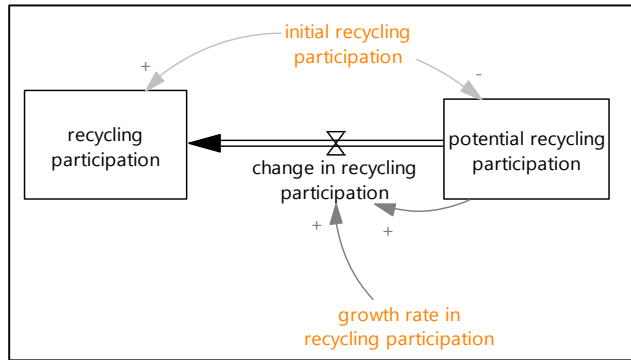 initial recycling
participation
+
-
recycling
participation
potential recycling
participation
change in recycling
participation
+
+
growth rate in
recycling participation